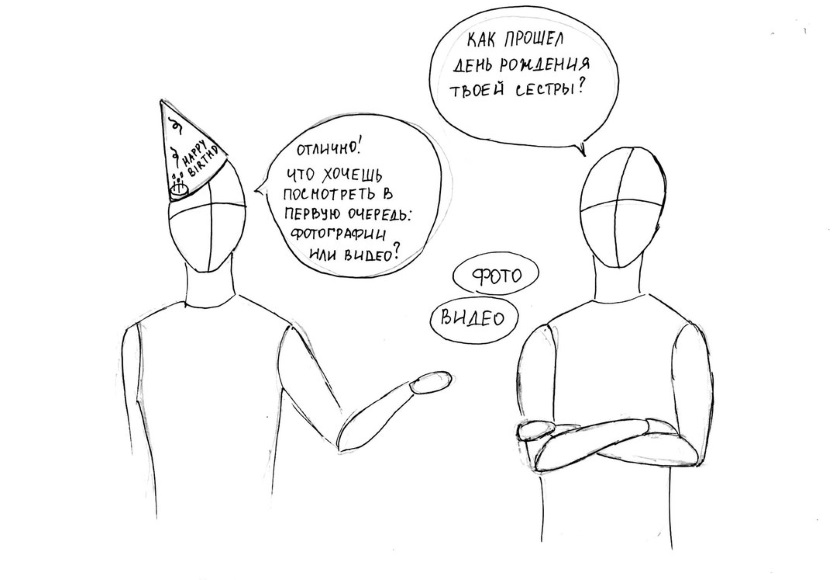 КАК ПРОШЕЛ
ДЕНЬ РОЖДЕНИЯ
ТВОЕЙ СЕСТРЫ?
HAPPY
BIRTHD
ОТЛИЧНО!
ЧТО ХОЧЕШЬ
ПОСМОТРЕТЬ В
ПЕРВУЮ ОЧЕРЕДЬ:
ФОТОГРАФИИ
ИЛИ ВИДЕО?
ФОТО
ВИДЕО